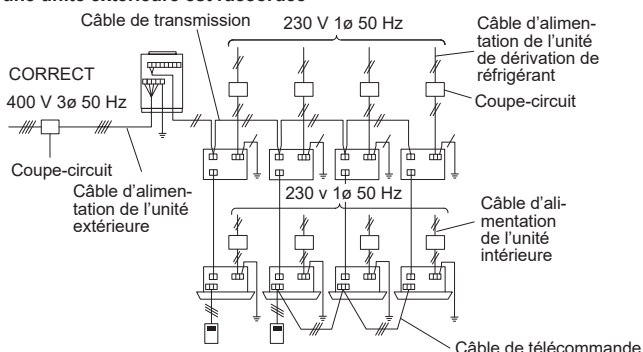 une unité extérieure est raccordée
Câble de transmission
230 V 1ø 50 Hz
Câble d'alimen-
tation de l'unité
de dérivation de
réfrigérant
CORRECT
400 V 3ø 50 Hz
Coupe-circuit
Coupe-circuit
Câble d'alimen-
tation de l'unité
extérieure
230 v 1ø 50 Hz
Câble d'ali-
mentation
de l'unité
intérieure
Câble de télécommande